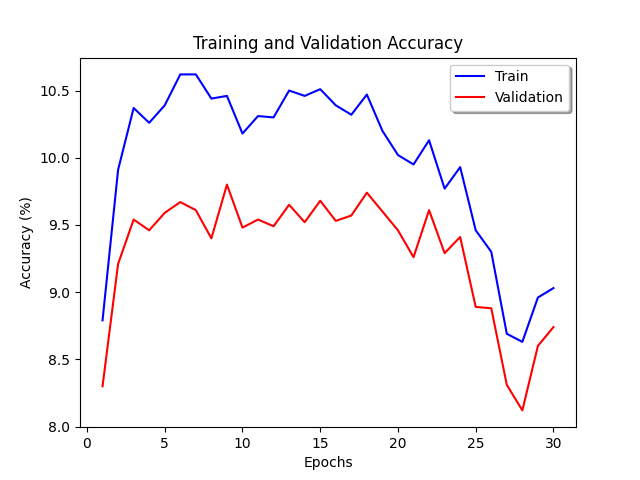 Training and Validation Accuracy
Train
Validation
Accuracy (%)
10.5
10.0
9.5
9.0
8.5
8.0
0 5 10 15 20 25 30
Epochs